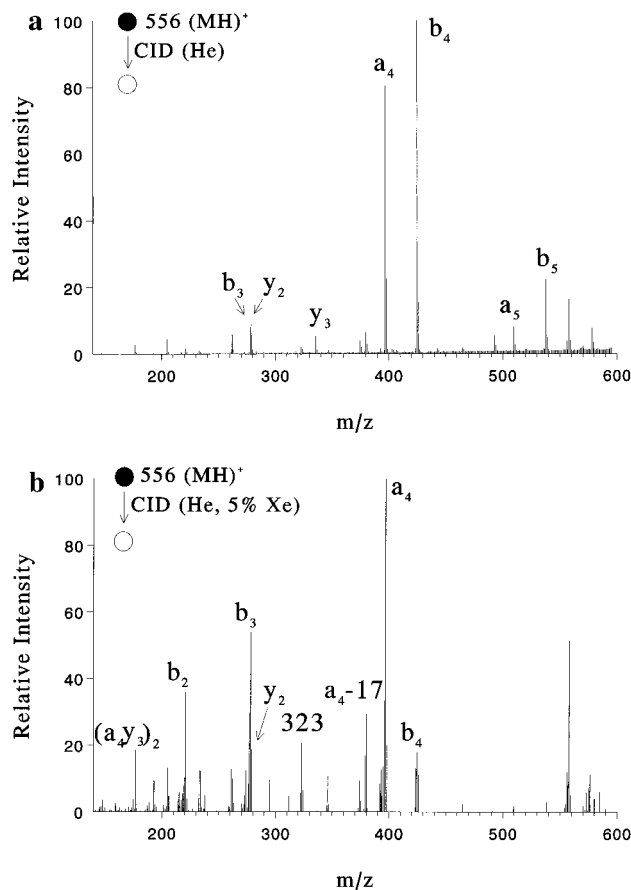 a
556 (MH)⁺
CID (He)
Relative Intensity
100
80
60
40
20
0
b₄
a₄
b₃
y₂
y₃
a₅
b₅
200
300
400
500
600
m/z
b
556 (MH)⁺
CID (He, 5% Xe)
Relative Intensity
100
80
60
40
20
0
a₄
b₃
b₂
y₂
a₄-17
323
(a₄y₃)₂
b₄
200
300
400
500
600
m/z